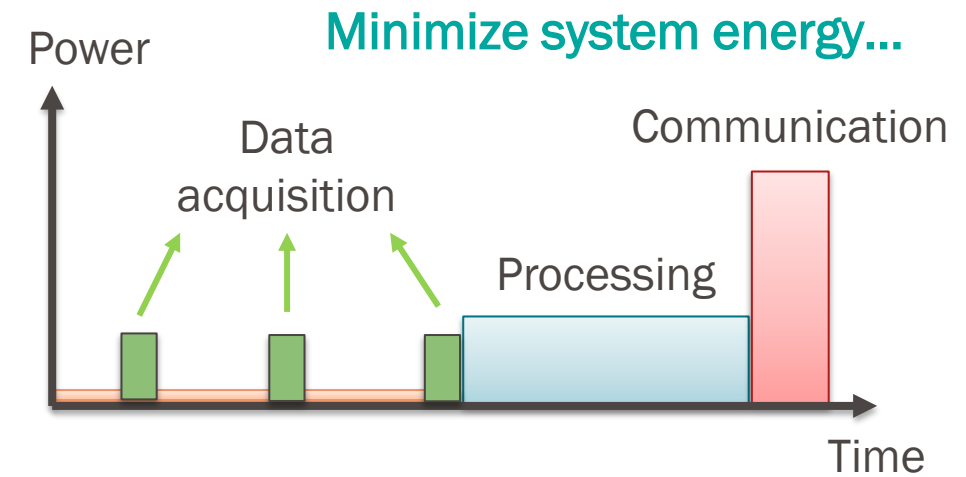 Minimize system energy...
Power
Communication
Data
acquisition
Processing
Time